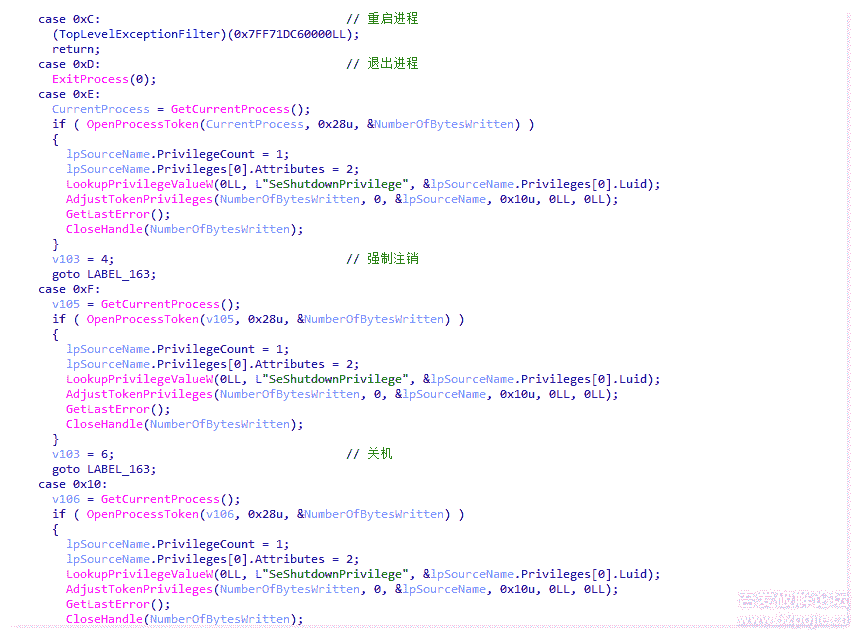 case 0xC: // 重启进程
(TopLevelExceptionFilter)(0x7FF71DC60000LL);
return;
case 0xD: // 退出进程
ExitProcess(0);
case 0xE:
CurrentProcess = GetCurrentProcess();
if ( OpenProcessToken(CurrentProcess, 0x28u, &NumberOfBytesWritten) )
{
lpSourceName.PrivilegeCount = 1;
lpSourceName.Privileges[0].Attributes = 2;
LookupPrivilegeValueW(0LL, L"SeShutdownPrivilege", &lpSourceName.Privileges[0].Luid);
AdjustTokenPrivileges(NumberOfBytesWritten, 0, &lpSourceName, 0x10u, 0LL, 0LL);
GetLastError();
CloseHandle(NumberOfBytesWritten);
}
v103 = 4; // 强制注销
goto LABEL_163;
case 0xF:
v105 = GetCurrentProcess();
if ( OpenProcessToken(v105, 0x28u, &NumberOfBytesWritten) )
{
lpSourceName.PrivilegeCount = 1;
lpSourceName.Privileges[0].Attributes = 2;
LookupPrivilegeValueW(0LL, L"SeShutdownPrivilege", &lpSourceName.Privileges[0].Luid);
AdjustTokenPrivileges(NumberOfBytesWritten, 0, &lpSourceName, 0x10u, 0LL, 0LL);
GetLastError();
CloseHandle(NumberOfBytesWritten);
}
v103 = 6; // 关机
goto LABEL_163;
case 0x10:
v106 = GetCurrentProcess();
if ( OpenProcessToken(v106, 0x28u, &NumberOfBytesWritten) )
{
lpSourceName.PrivilegeCount = 1;
lpSourceName.Privileges[0].Attributes = 2;
LookupPrivilegeValueW(0LL, L"SeShutdownPrivilege", &lpSourceName.Privileges[0].Luid);
AdjustTokenPrivileges(NumberOfBytesWritten, 0, &lpSourceName, 0x10u, 0LL, 0LL);
GetLastError();
CloseHandle(NumberOfBytesWritten);
吾爱破解论坛
www.52pojie.cn